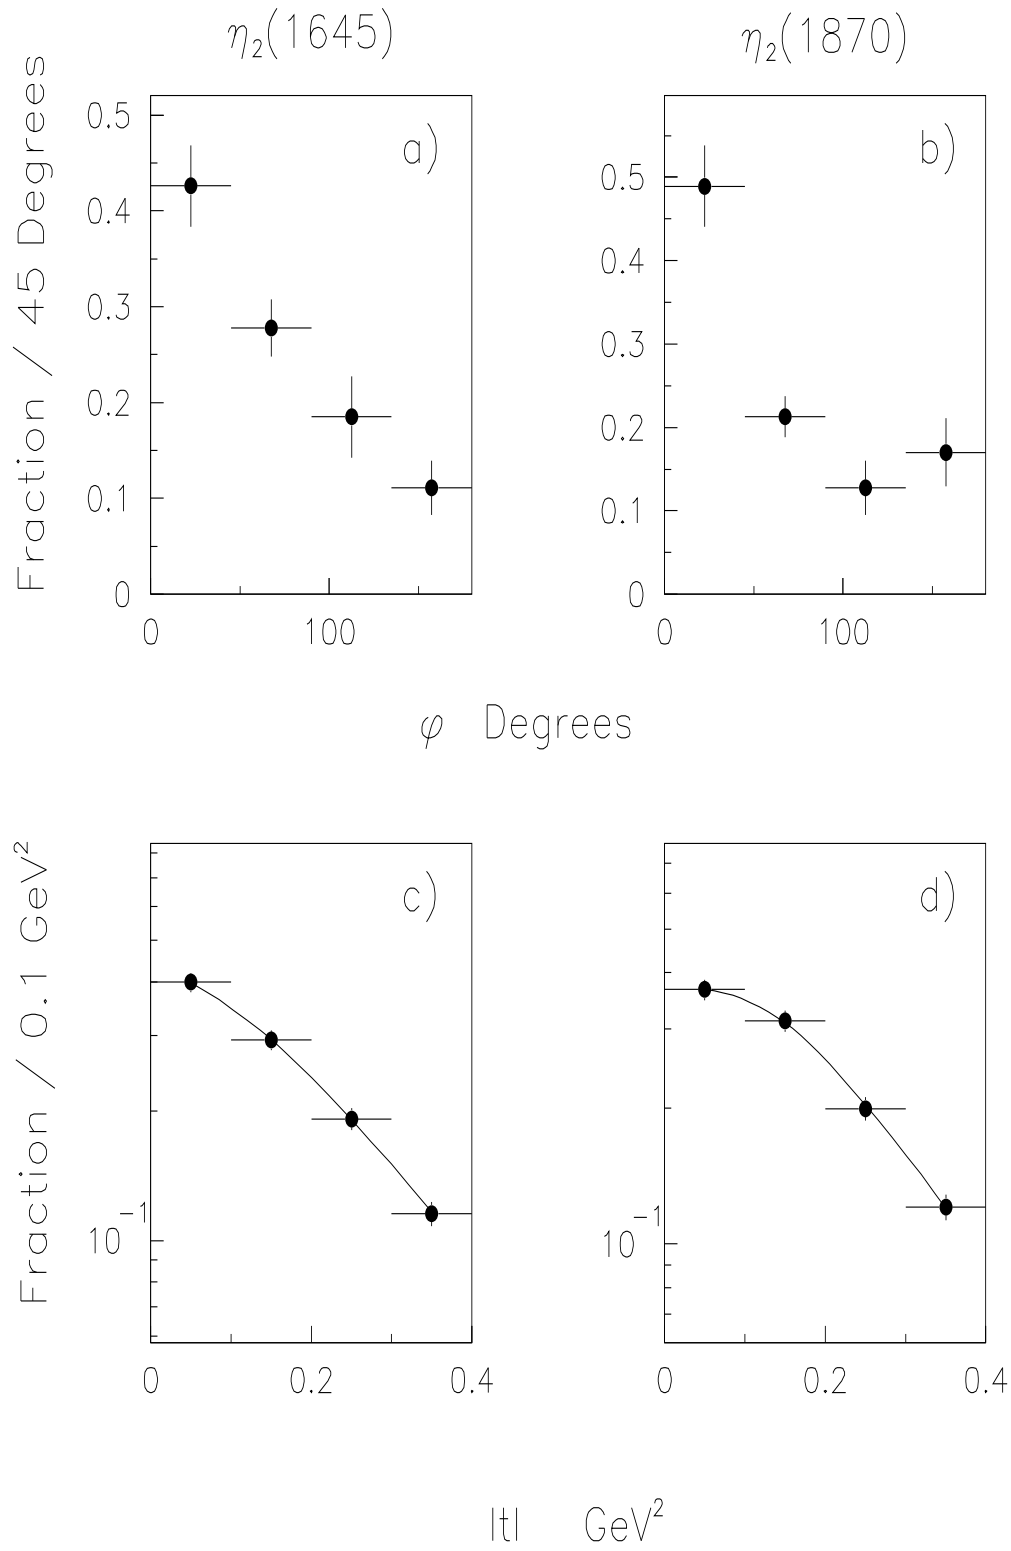 η₂(1645)
η₂(1870)
Fraction / 45 Degrees
a)
0.5
0.4
0.3
0.2
0.1
0
0
100
b)
0.5
0.4
0.3
0.2
0.1
0
0
100
φ Degrees
Fraction / 0.1 GeV²
c)
10⁻¹
0
0.2
0.4
d)
10⁻¹
0
0.2
0.4
|t| GeV²